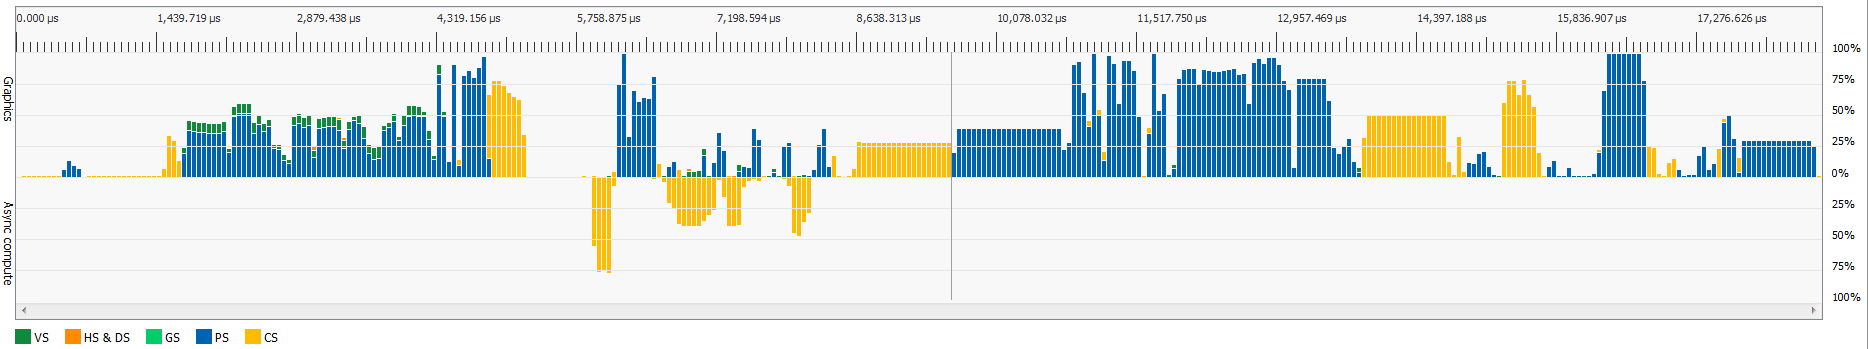 0.000 µs 1,439.719 µs 2,879.438 µs 4,319.156 µs 5,758.875 µs 7,198.594 µs 8,638.313 µs 10,078.032 µs 11,517.750 µs 12,957.469 µs 14,397.188 µs 15,836.907 µs 17,276.626 µs
Graphics
Async compute
100%
75%
50%
25%
0%
25%
50%
75%
100%
VS HS & DS GS PS CS